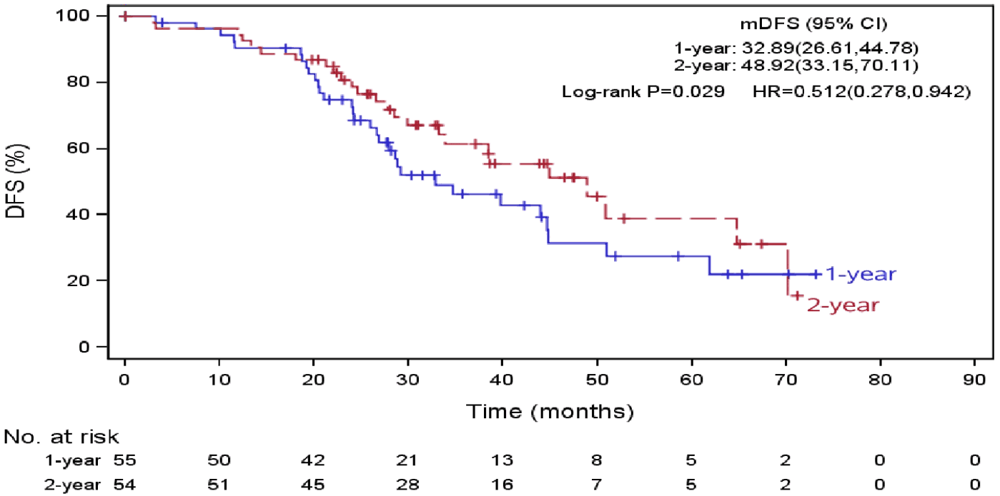 mDFS (95% CI)
1-year: 32.89(26.61,44.78)
2-year: 48.92(33.15,70.11)
Log-rank P=0.029 HR=0.512(0.278,0.942)
100
80
60
40
20
0
DFS (%)
1-year
2-year
0 10 20 30 40 50 60 70 80 90
Time (months)
No. at risk
1-year 55 50 42 21 13 8 5 2 0 0
2-year 54 51 45 28 16 7 5 2 0 0